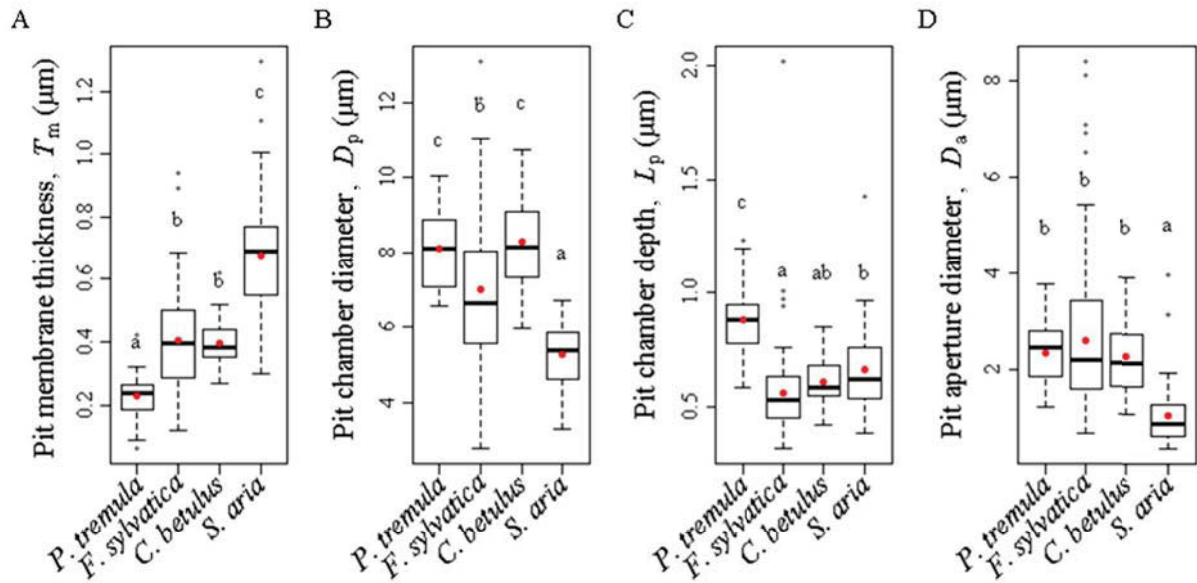 A
Pit membrane thickness, Tm (μm)
0.2 0.4 0.6 0.8 1.0 1.2
a b b c
P. tremula
F. sylvatica
C. betulus
S. aria
B
Pit chamber diameter , Dp (μm)
4 6 8 10 12
c b c a
P. tremula
F. sylvatica
C. betulus
S. aria
C
Pit chamber depth, Lp (μm)
0.5 1.0 1.5 2.0
c a ab b
P. tremula
F. sylvatica
C. betulus
S. aria
D
Pit aperture diameter, Da (μm)
2 4 6 8
b b b a
P. tremula
F. sylvatica
C. betulus
S. aria